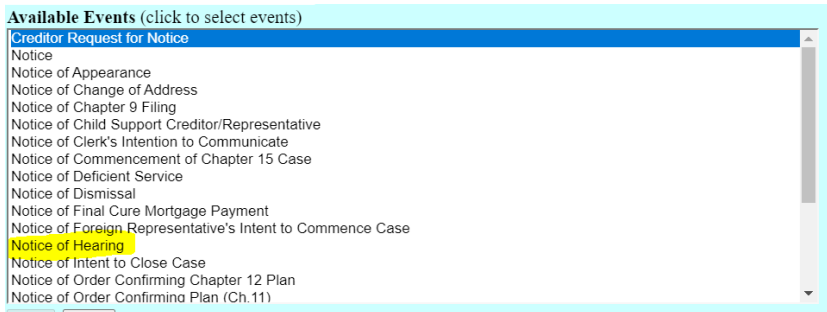 Available Events (click to select events)
Creditor Request for Notice
Notice
Notice of Appearance
Notice of Change of Address
Notice of Chapter 9 Filing
Notice of Child Support Creditor/Representative
Notice of Clerk's Intention to Communicate
Notice of Commencement of Chapter 15 Case
Notice of Deficient Service
Notice of Dismissal
Notice of Final Cure Mortgage Payment
Notice of Foreign Representative's Intent to Commence Case
Notice of Hearing
Notice of Intent to Close Case
Notice of Order Confirming Chapter 12 Plan
Notice of Order Confirming Plan (Ch.11)